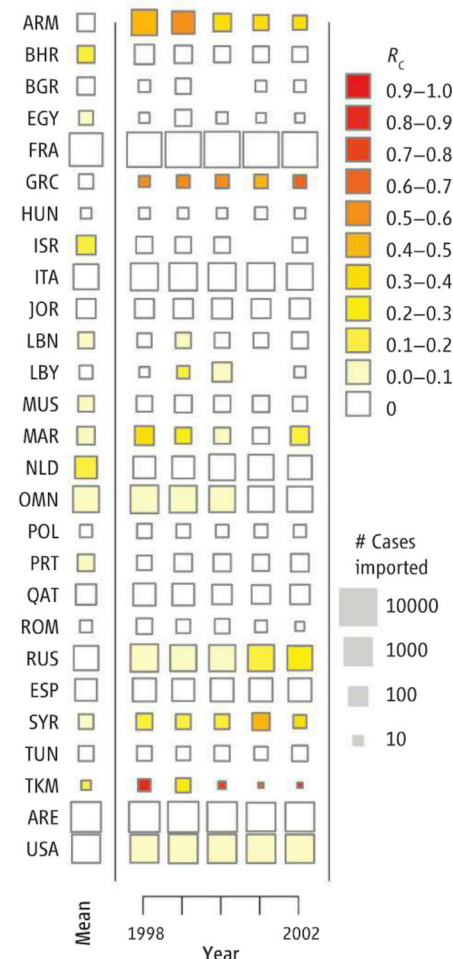 ARM
BHR
BGR
EGY
FRA
GRC
HUN
ISR
ITA
JOR
LBN
LBY
MUS
MAR
NLD
OMN
POL
PRT
QAT
ROM
RUS
ESP
SYR
TUN
TKM
ARE
USA
Mean
1998
2002
Year
Rc
0.9–1.0
0.8–0.9
0.7–0.8
0.6–0.7
0.5–0.6
0.4–0.5
0.3–0.4
0.2–0.3
0.1–0.2
0.0–0.1
0
# Cases
imported
10000
1000
100
10